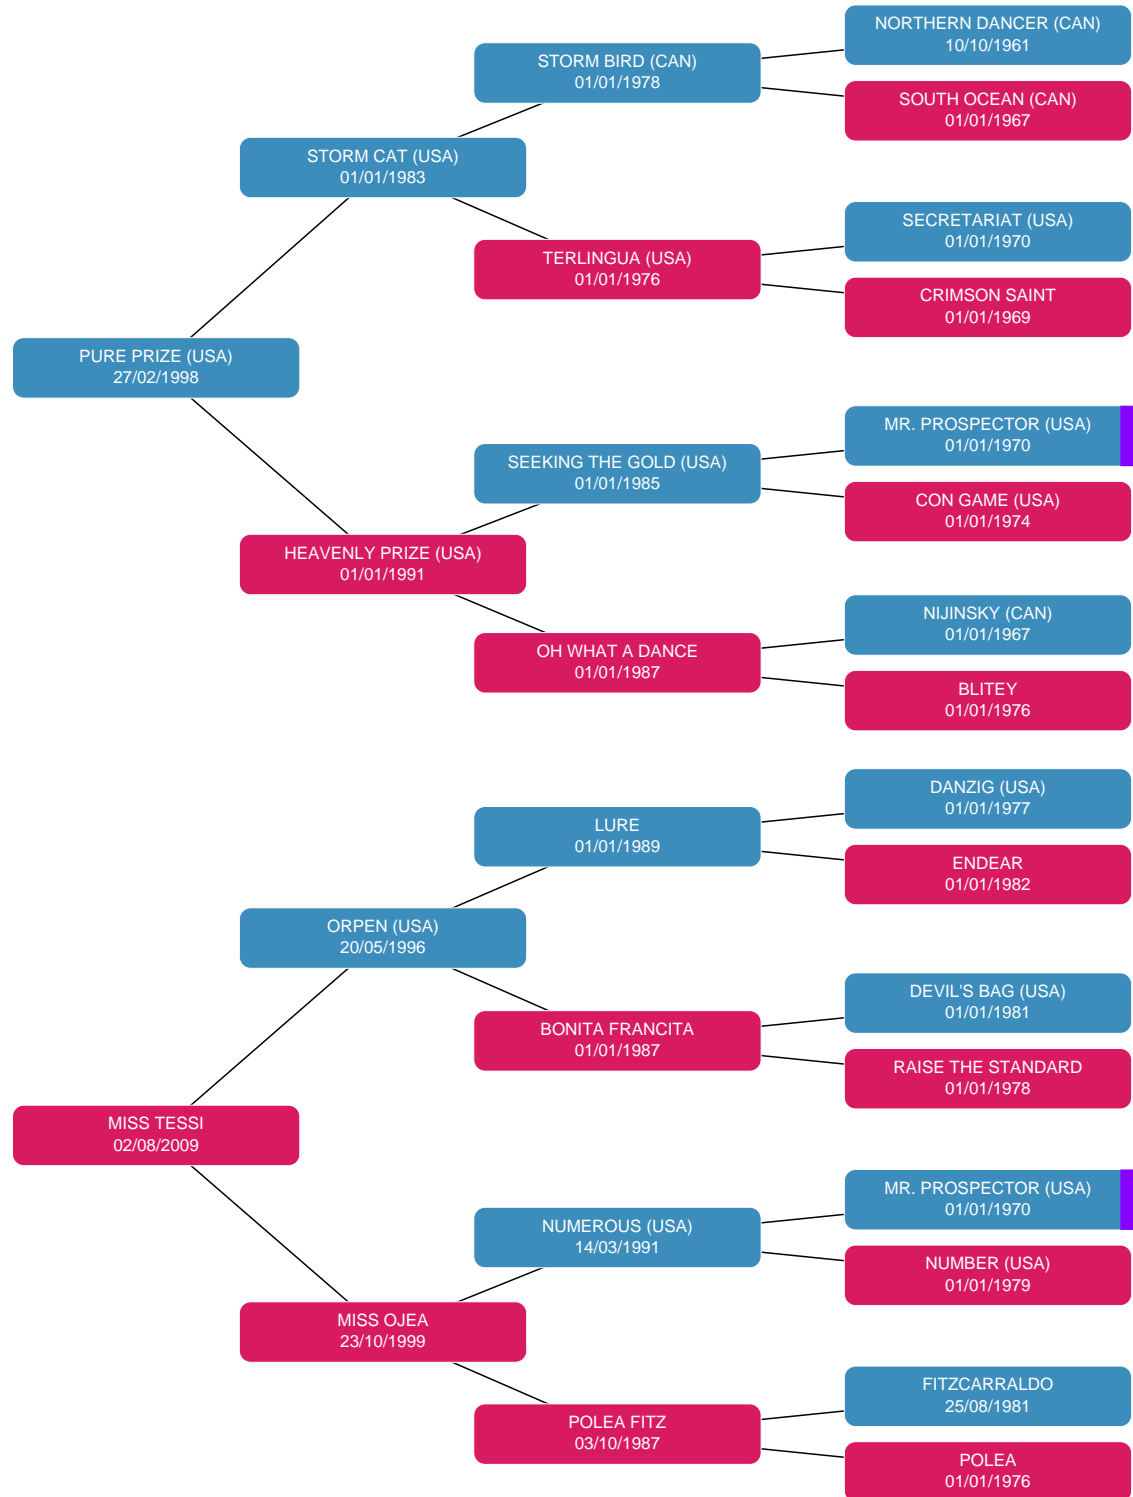 NORTHERN DANCER (CAN)
10/10/1961
STORM BIRD (CAN)
01/01/1978
SOUTH OCEAN (CAN)
01/01/1967
STORM CAT (USA)
01/01/1983
SECRETARIAT (USA)
01/01/1970
TERLINGUA (USA)
01/01/1976
CRIMSON SAINT
01/01/1969
PURE PRIZE (USA)
27/02/1998
MR. PROSPECTOR (USA)
01/01/1970
SEEKING THE GOLD (USA)
01/01/1985
CON GAME (USA)
01/01/1974
HEAVENLY PRIZE (USA)
01/01/1991
NIJINSKY (CAN)
01/01/1967
OH WHAT A DANCE
01/01/1987
BLITEY
01/01/1976
DANZIG (USA)
01/01/1977
LURE
01/01/1989
ENDEAR
01/01/1982
ORPEN (USA)
20/05/1996
DEVIL'S BAG (USA)
01/01/1981
BONITA FRANCITA
01/01/1987
RAISE THE STANDARD
01/01/1978
MISS TESSI
02/08/2009
MR. PROSPECTOR (USA)
01/01/1970
NUMEROUS (USA)
14/03/1991
NUMBER (USA)
01/01/1979
MISS OJEA
23/10/1999
FITZCARRALDO
25/08/1981
POLEA FITZ
03/10/1987
POLEA
01/01/1976